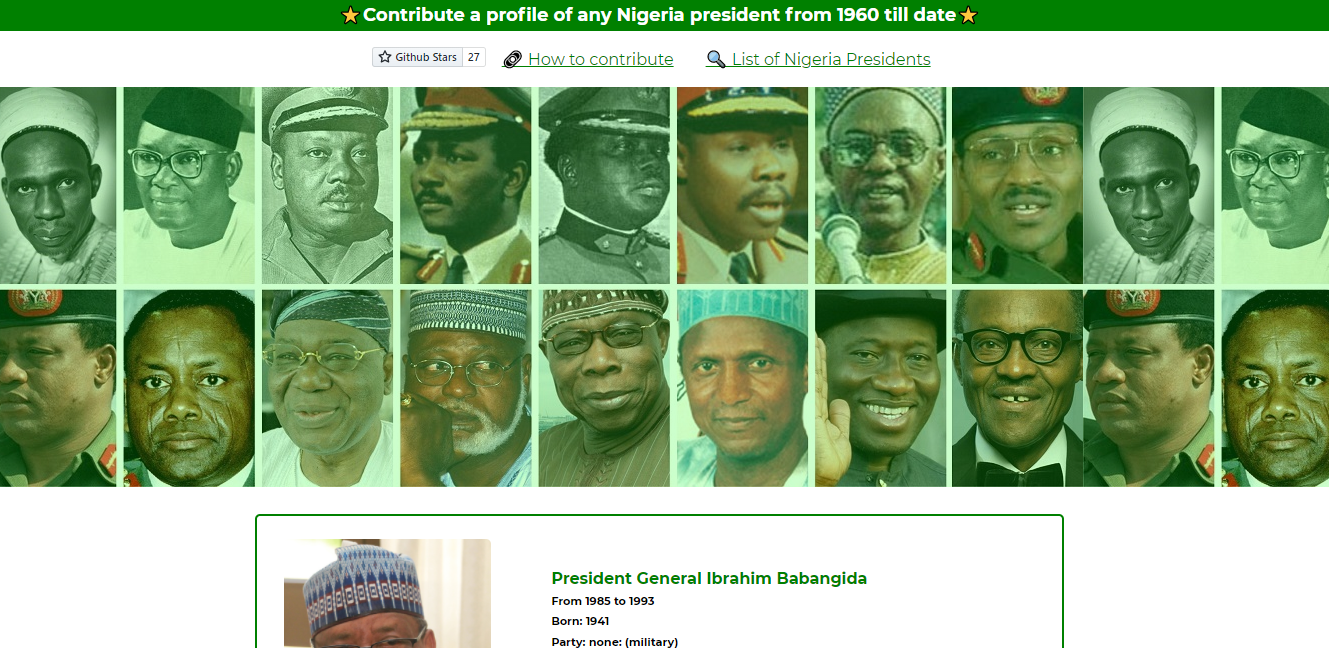 ⭐Contribute a profile of any Nigeria president from 1960 till date⭐
Github Stars 27
How to contribute
List of Nigeria Presidents
President General Ibrahim Babangida
From 1985 to 1993
Born: 1941
Party: none: (military)